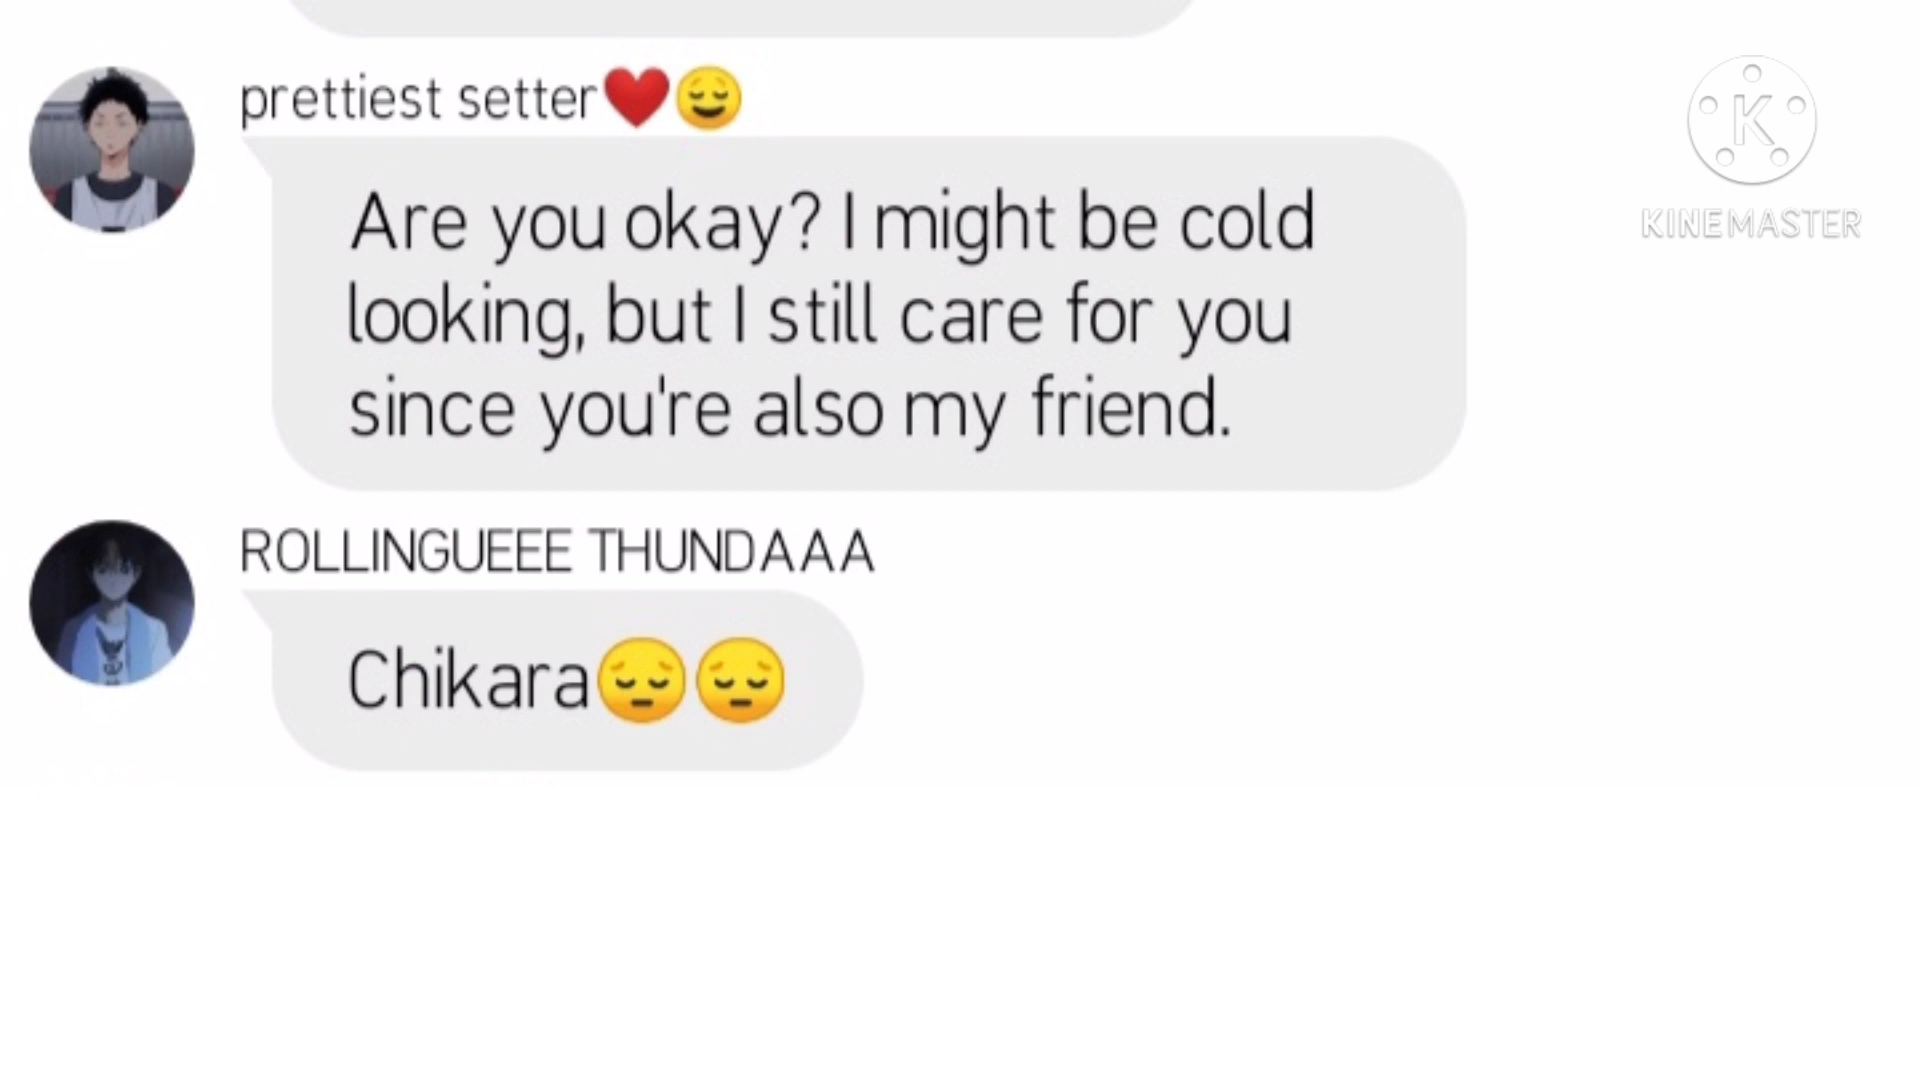 prettiest setter❤️😌
Are you okay? I might be cold
looking, but I still care for you
since you're also my friend.
ROLLINGUEEE THUNDAAA
Chikara😔😔
K
KINEMASTER